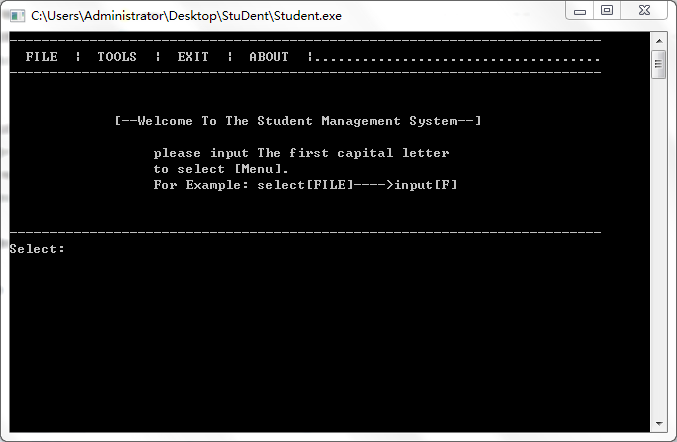 C:\Users\Administrator\Desktop\StuDent\Student.exe
--------------------------------------------------------------------------
FILE ¦ TOOLS ¦ EXIT ¦ ABOUT ¦....................................
--------------------------------------------------------------------------
[--Welcome To The Student Management System--]
please input The first capital letter
to select [Menu].
For Example: select[FILE]---->input[F]
--------------------------------------------------------------------------
Select: